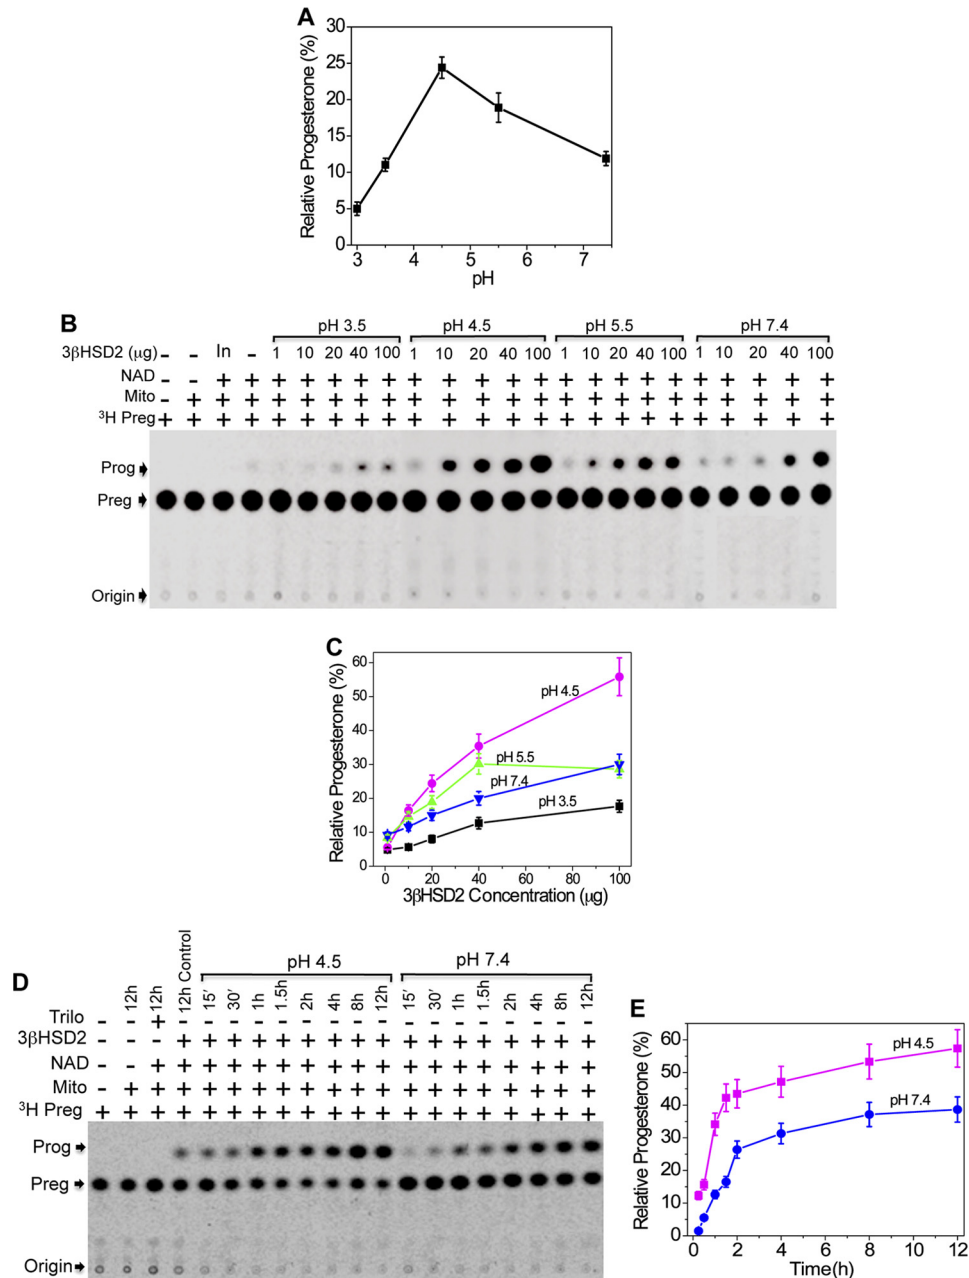 A
Relative Progesterone (%)
30
25
20
15
10
5
0
3 4 5 6 7
pH
B
pH 3.5 pH 4.5 pH 5.5 pH 7.4
3βHSD2 (μg) - - In - 1 10 20 40 100 1 10 20 40 100 1 10 20 40 100 1 10 20 40 100
NAD - - + + + + + + + + + + + + + + + + + + + + + +
Mito - + + + + + + + + + + + + + + + + + + + + + + +
³H Preg + + + + + + + + + + + + + + + + + + + + + + + +
Prog
Preg
Origin
C
Relative Progesterone (%)
60
50
40
30
20
10
0
pH 4.5
pH 5.5
pH 7.4
pH 3.5
0 20 40 60 80 100
3βHSD2 Concentration (μg)
D
pH 4.5 pH 7.4
12h 12h 12h Control 15′ 30′ 1h 1.5h 2h 4h 8h 12h 15′ 30′ 1h 1.5h 2h 4h 8h 12h
Trilo - - + - - - - - - - - - - - - - - - - -
3βHSD2 - - - + + + + + + + + + + + + + + + + +
NAD - - + + + + + + + + + + + + + + + + + +
Mito - + + + + + + + + + + + + + + + + + + +
³H Preg + + + + + + + + + + + + + + + + + + + +
Prog
Preg
Origin
E
Relative Progesterone (%)
60
50
40
30
20
10
0
pH 4.5
pH 7.4
0 2 4 6 8 10 12
Time(h)